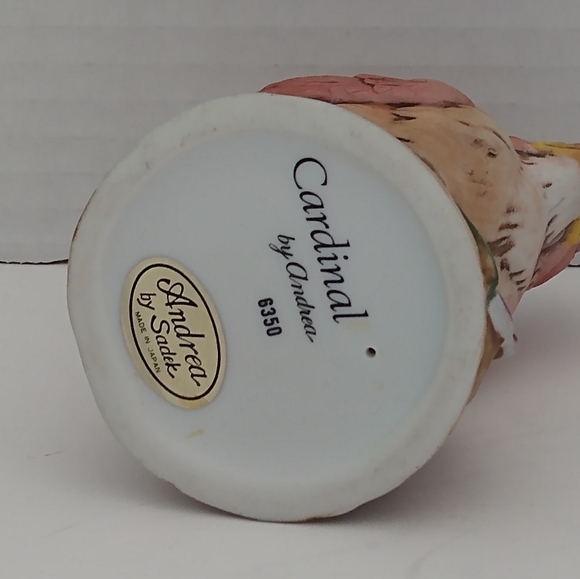 Cardinal
by Andrea
6350
Andrea
by Sadek
MADE IN JAPAN